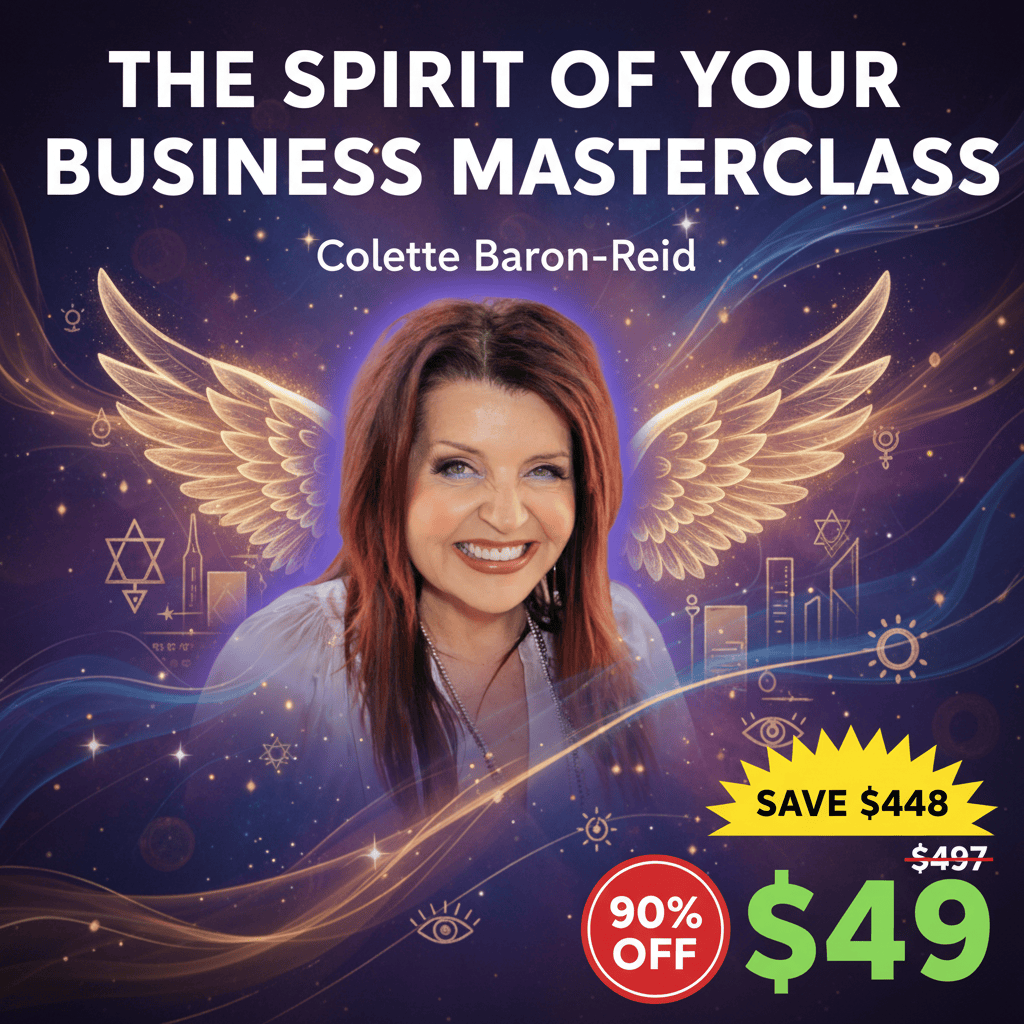 THE SPIRIT OF YOUR
BUSINESS MASTERCLASS
Colette Baron-Reid
SAVE $448
$497
90%
OFF
$49